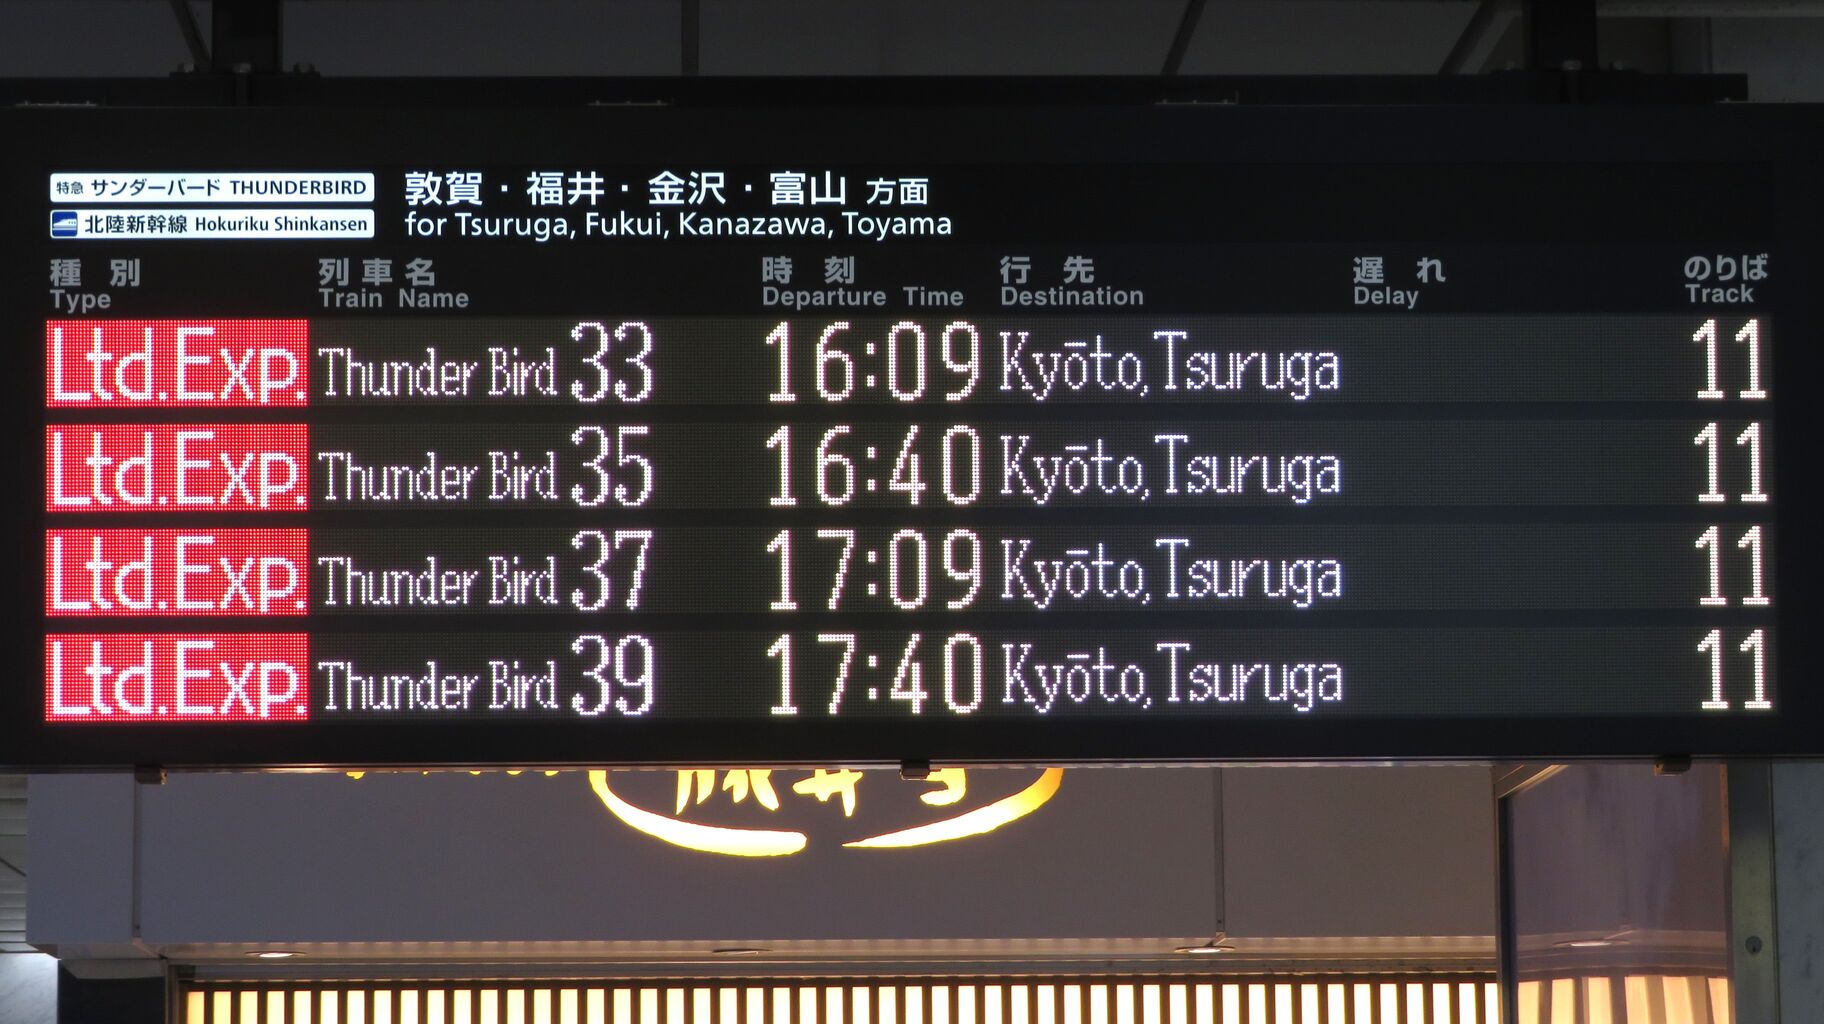 特急 サンダーバード THUNDERBIRD
北陸新幹線 Hokuriku Shinkansen
敦賀・福井・金沢・富山 方面
for Tsuruga, Fukui, Kanazawa, Toyama
種別 列車名 時刻 行先 遅れ のりば
Type Train Name Departure Time Destination Delay Track
Ltd.Exp. Thunder Bird 33 16:09 Kyōto, Tsuruga 11
Ltd.Exp. Thunder Bird 35 16:40 Kyōto, Tsuruga 11
Ltd.Exp. Thunder Bird 37 17:09 Kyōto, Tsuruga 11
Ltd.Exp. Thunder Bird 39 17:40 Kyōto, Tsuruga 11